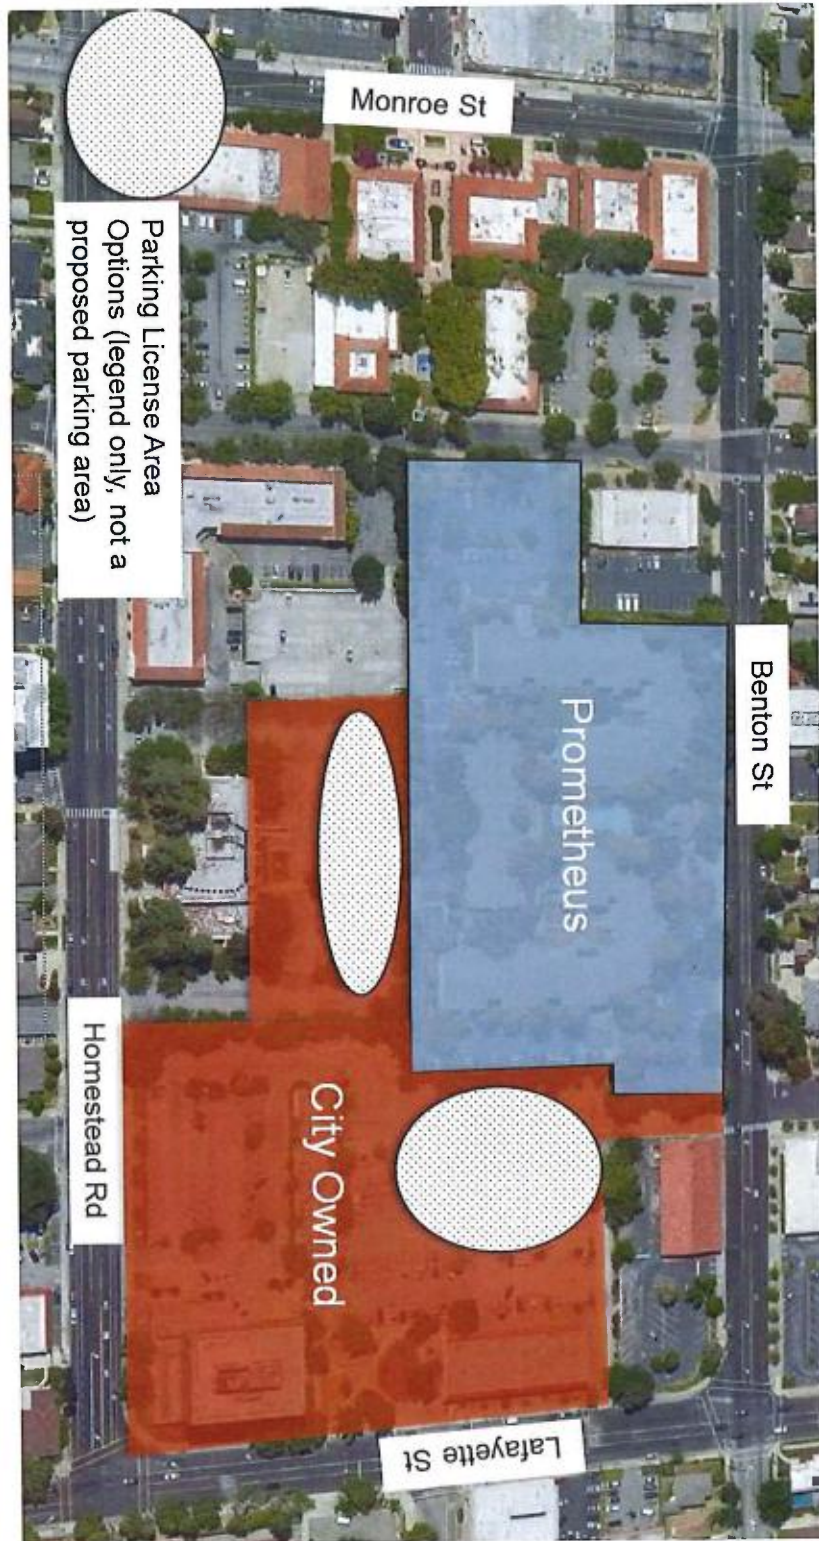 Monroe St
Parking License Area
Options (legend only, not a
proposed parking area)
Benton St
Prometheus
Homestead Rd
City Owned
Lafayette St